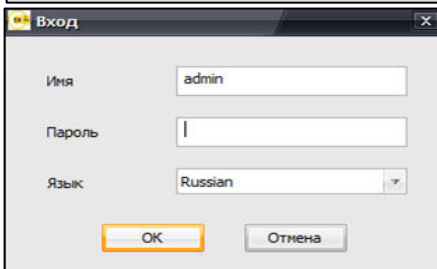 Вход
Имя
admin
Пароль
Язык
Russian
OK
Отмена